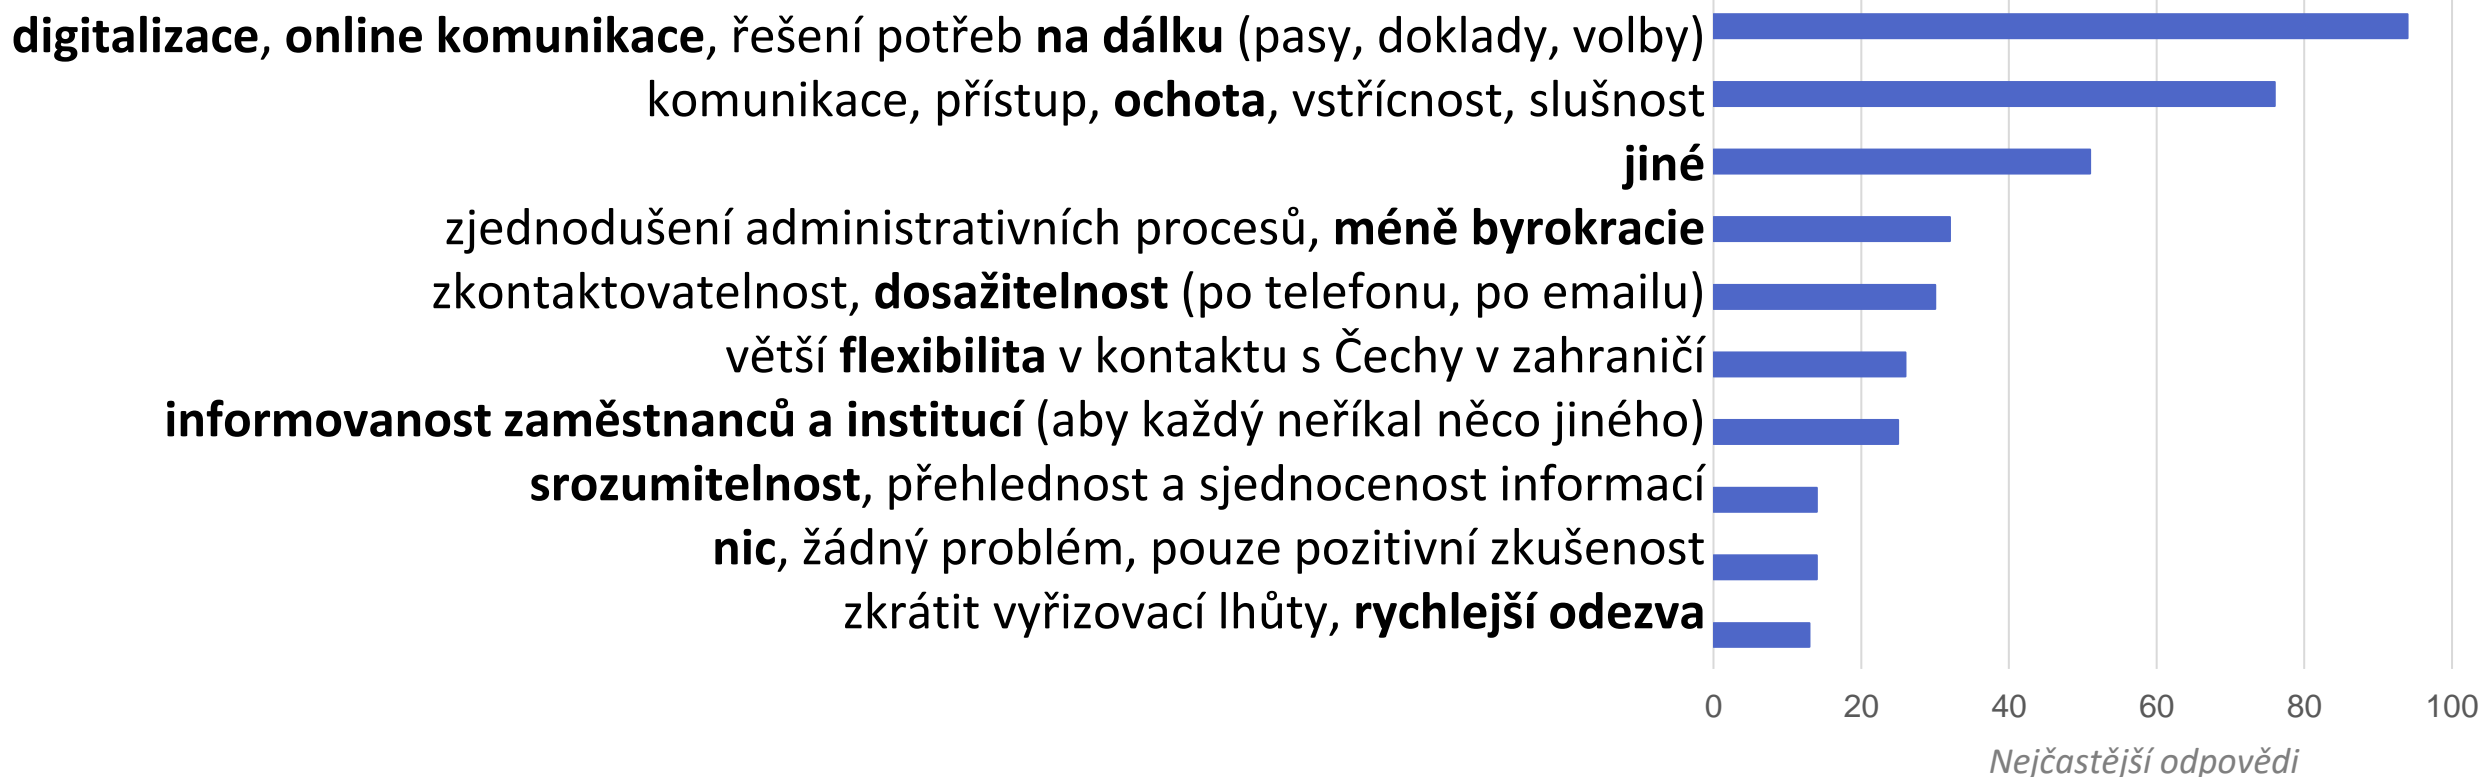 digitalizace, online komunikace, řešení potřeb na dálku (pasy, doklady, volby)
komunikace, přístup, ochota, vstřícnost, slušnost
jiné
zjednodušení administrativních procesů, méně byrokracie
zkontaktovatelnost, dosažitelnost (po telefonu, po emailu)
větší flexibilita v kontaktu s Čechy v zahraničí
informovanost zaměstnanců a institucí (aby každý neříkal něco jiného)
srozumitelnost, přehlednost a sjednocenost informací
nic, žádný problém, pouze pozitivní zkušenost
zkrátit vyřizovací lhůty, rychlejší odezva
0 20 40 60 80 100
Nejčastější odpovědi